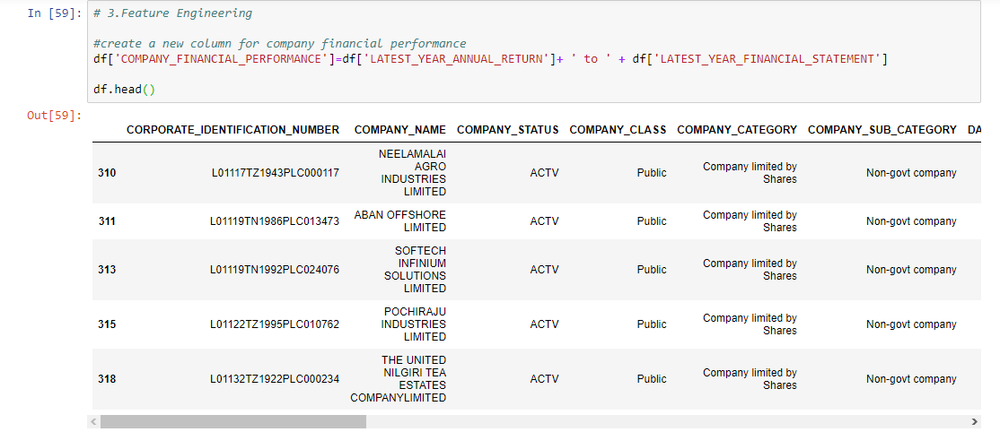 In [59]: # 3.Feature Engineering
#create a new column for company financial performance
df['COMPANY_FINANCIAL_PERFORMANCE']=df['LATEST_YEAR_ANNUAL_RETURN']+ ' to ' + df['LATEST_YEAR_FINANCIAL_STATEMENT']
df.head()
Out[59]:
CORPORATE_IDENTIFICATION_NUMBER COMPANY_NAME COMPANY_STATUS COMPANY_CLASS COMPANY_CATEGORY COMPANY_SUB_CATEGORY DA
310 L01117TZ1943PLC000117 NEELAMALAI AGRO INDUSTRIES LIMITED ACTV Public Company limited by Shares Non-govt company
311 L01119TN1986PLC013473 ABAN OFFSHORE LIMITED ACTV Public Company limited by Shares Non-govt company
313 L01119TN1992PLC024076 SOFTECH INFINIUM SOLUTIONS LIMITED ACTV Public Company limited by Shares Non-govt company
315 L01122TZ1995PLC010762 POCHIRAJU INDUSTRIES LIMITED ACTV Public Company limited by Shares Non-govt company
318 L01132TZ1922PLC000234 THE UNITED NILGIRI TEA ESTATES COMPANYLIMITED ACTV Public Company limited by Shares Non-govt company